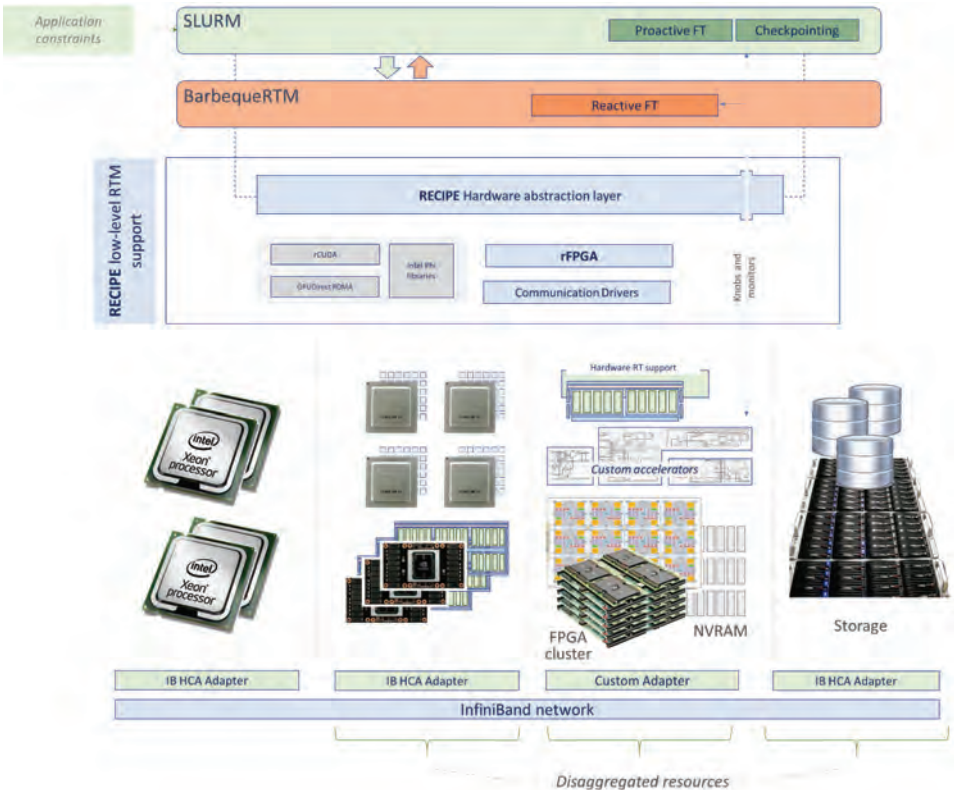 Application
constraints
SLURM
Proactive FT
Checkpointing
BarbequeRTM
Reactive FT
RECIPE low-level RTM
support
RECIPE Hardware abstraction layer
rCUDA
GPUDirect RDMA
Intel Phi
libraries
rFPGA
Communication Drivers
Knobs and
monitors
Hardware RT support
Custom accelerators
intel
Xeon®
processor
intel
Xeon®
processor
FPGA
cluster
NVRAM
Storage
IB HCA Adapter
IB HCA Adapter
Custom Adapter
IB HCA Adapter
InfiniBand network
Disaggregated resources